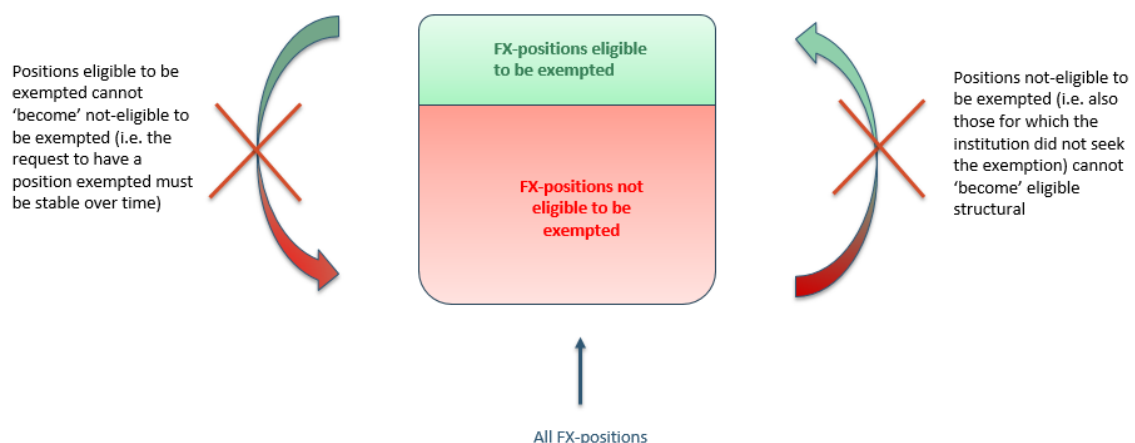 FX-positions eligible
to be exempted
Positions eligible to be
exempted cannot
‘become’ not-eligible to
be exempted (i.e. the
request to have a
position exempted must
be stable over time)
Positions not-eligible to
be exempted (i.e. also
those for which the
institution did not seek
the exemption) cannot
‘become’ eligible
structural
FX-positions not
eligible to be
exempted
All FX-positions